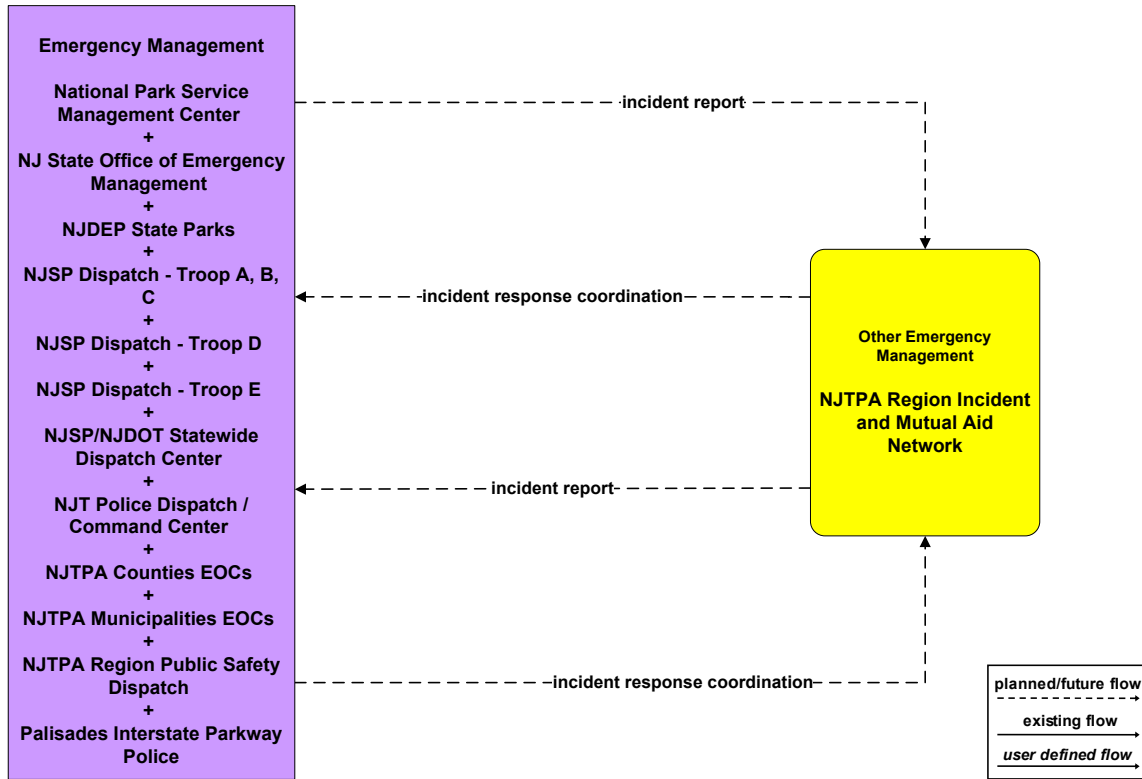 Emergency Management
National Park Service
Management Center
+
NJ State Office of Emergency
Management
+
NJDEP State Parks
+
NJSP Dispatch - Troop A, B,
C
+
NJSP Dispatch - Troop D
+
NJSP Dispatch - Troop E
+
NJSP/NJDOT Statewide
Dispatch Center
+
NJT Police Dispatch /
Command Center
+
NJTPA Counties EOCs
+
NJTPA Municipalities EOCs
+
NJTPA Region Public Safety
Dispatch
+
Palisades Interstate Parkway
Police
incident report
incident response coordination
incident report
incident response coordination
Other Emergency
Management
NJTPA Region Incident
and Mutual Aid
Network
planned/future flow
existing flow
user defined flow